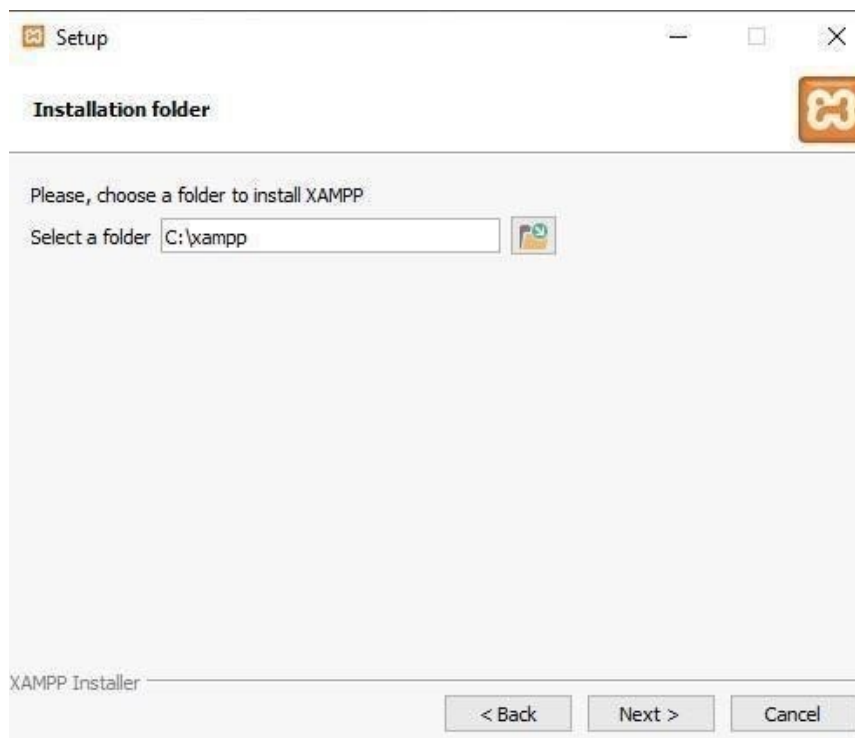 Setup
Installation folder
Please, choose a folder to install XAMPP
Select a folder C:\xampp
XAMPP Installer
< Back Next > Cancel